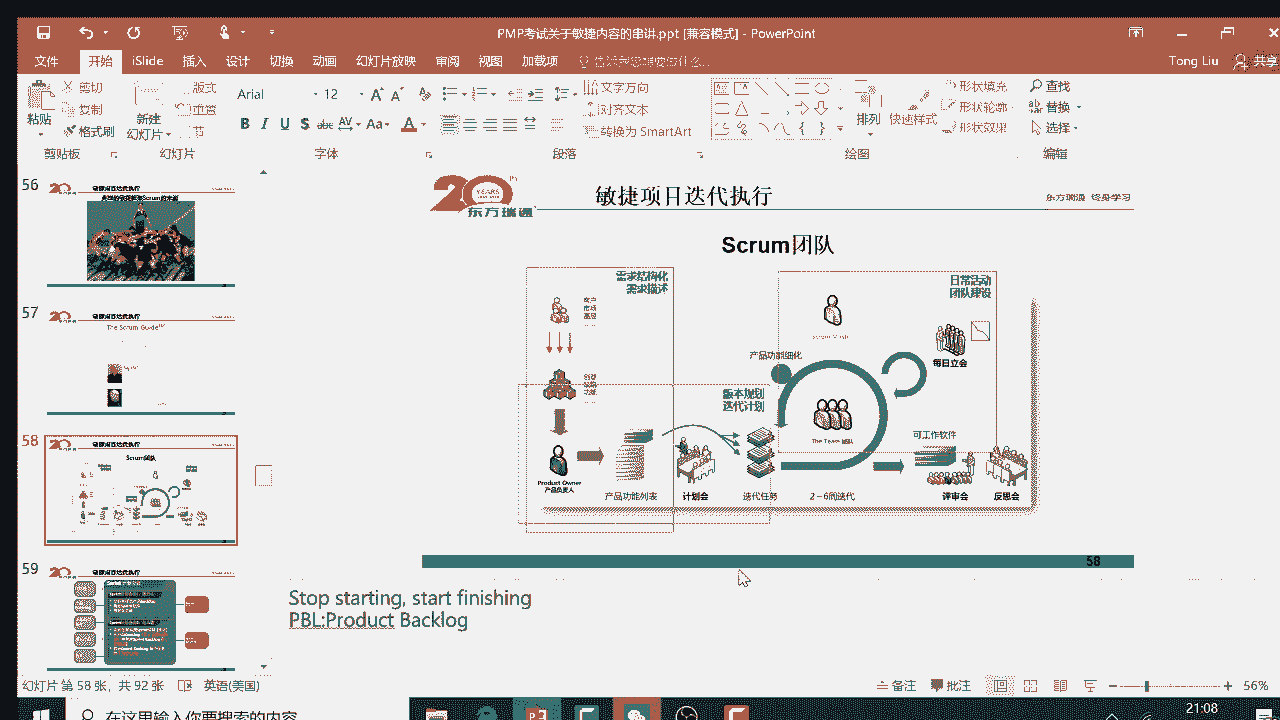 PMP考试关于敏捷内容的串讲.ppt [兼容模式] - PowerPoint
文件 开始 iSlide 插入 设计 切换 动画 幻灯片放映 审阅 视图 加载项
Tong Liu 共享
粘贴
剪切
复制
格式刷
新建
幻灯片
版式
重置
节
Arial 12
B I U S abc AV Aa A
文字方向
对齐文本
转换为 SmartArt
排列
快速样式
形状填充
形状轮廓
形状效果
查找
替换
选择
剪贴板 幻灯片 字体 段落 绘图 编辑
56
57
The Scrum Guide
58
Scrum团队
59
20 YEARS
东方瑞通
敏捷项目迭代执行
东方瑞通 终身学习
Scrum团队
需求结构化
需求描述
日常活动
团队建设
产品功能细化
每日立会
版本规划
迭代计划
The Team 团队
可工作软件
Product Owner
产品负责人
产品功能列表
计划会
迭代任务
2-6周迭代
评审会
反思会
58
Stop starting, start finishing
PBL:Product Backlog
幻灯片 第 58 张，共 92 张 英语(美国)
备注 批注 56%
在这里输入你要搜索的内容
21:08